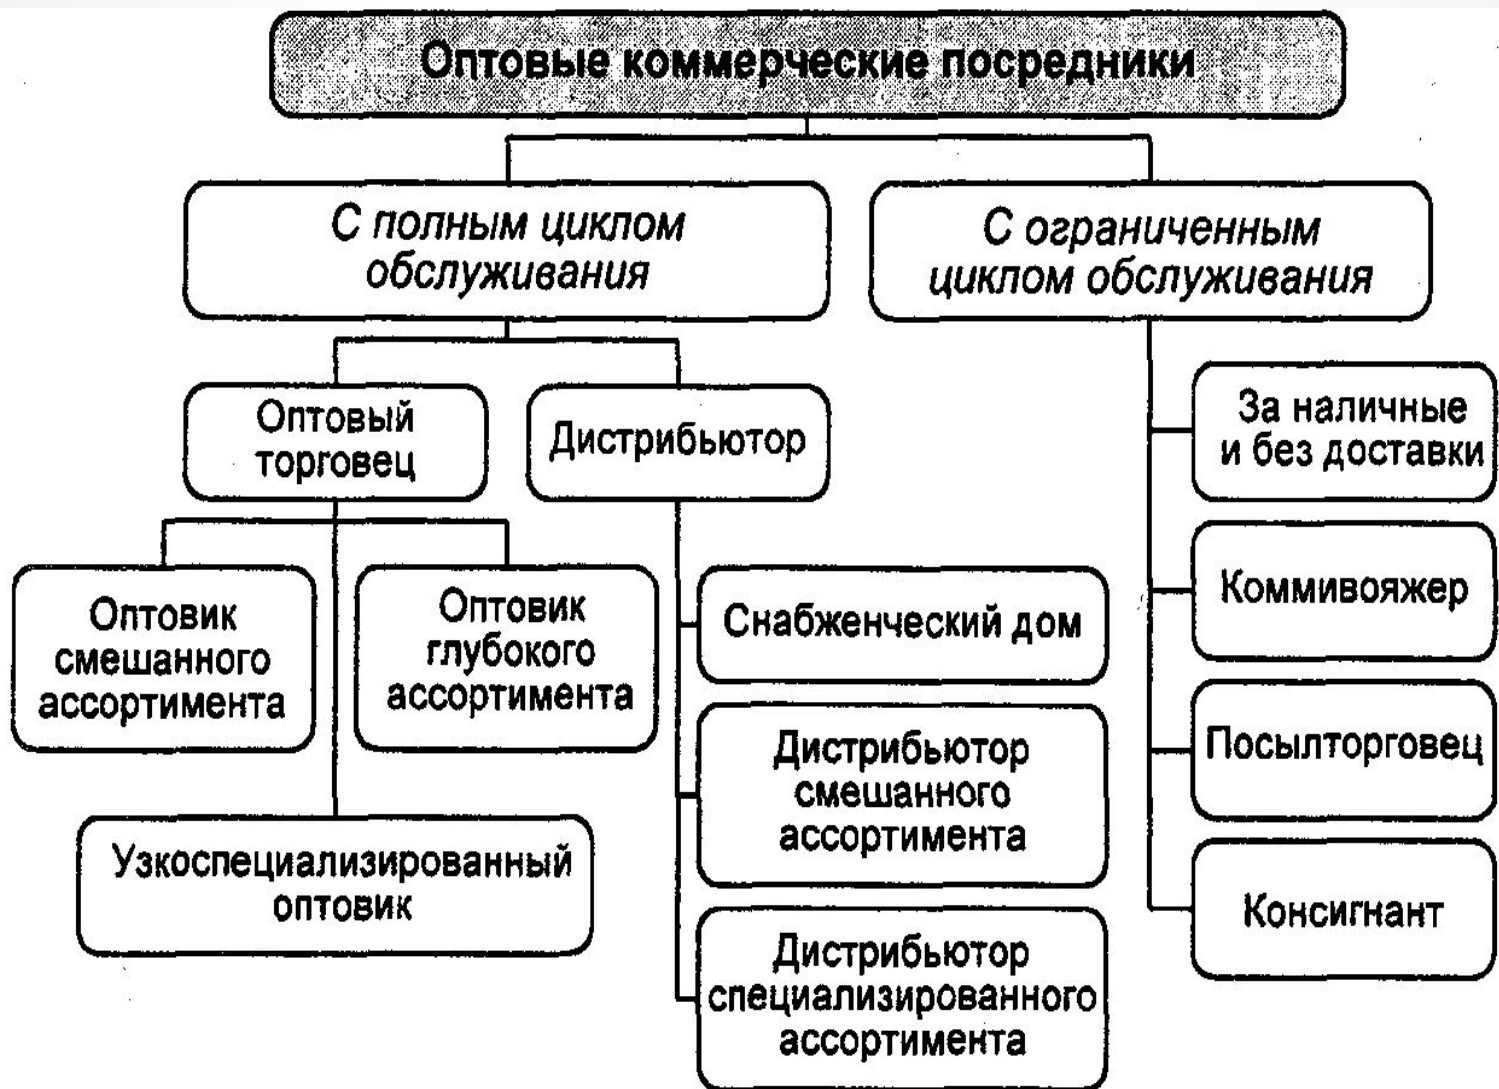 Оптовые коммерческие посредники
С полным циклом
обслуживания
С ограниченным
циклом обслуживания
Оптовый
торговец
Дистрибьютор
За наличные
и без доставки
Оптовик
смешанного
ассортимента
Оптовик
глубокого
ассортимента
Узкоспециализированный
оптовик
Снабженческий дом
Дистрибьютор
смешанного
ассортимента
Дистрибьютор
специализированного
ассортимента
Коммивояжер
Посылторговец
Консигнант